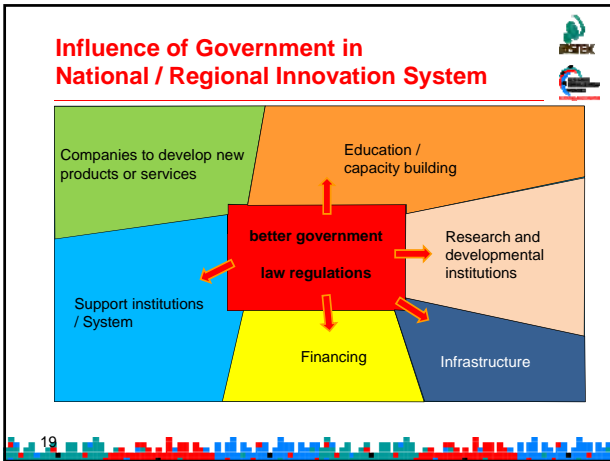 Influence of Government in
National / Regional Innovation System
Companies to develop new
products or services
Education /
capacity building
better government
law regulations
Research and
developmental
institutions
Support institutions
/ System
Financing
Infrastructure
19